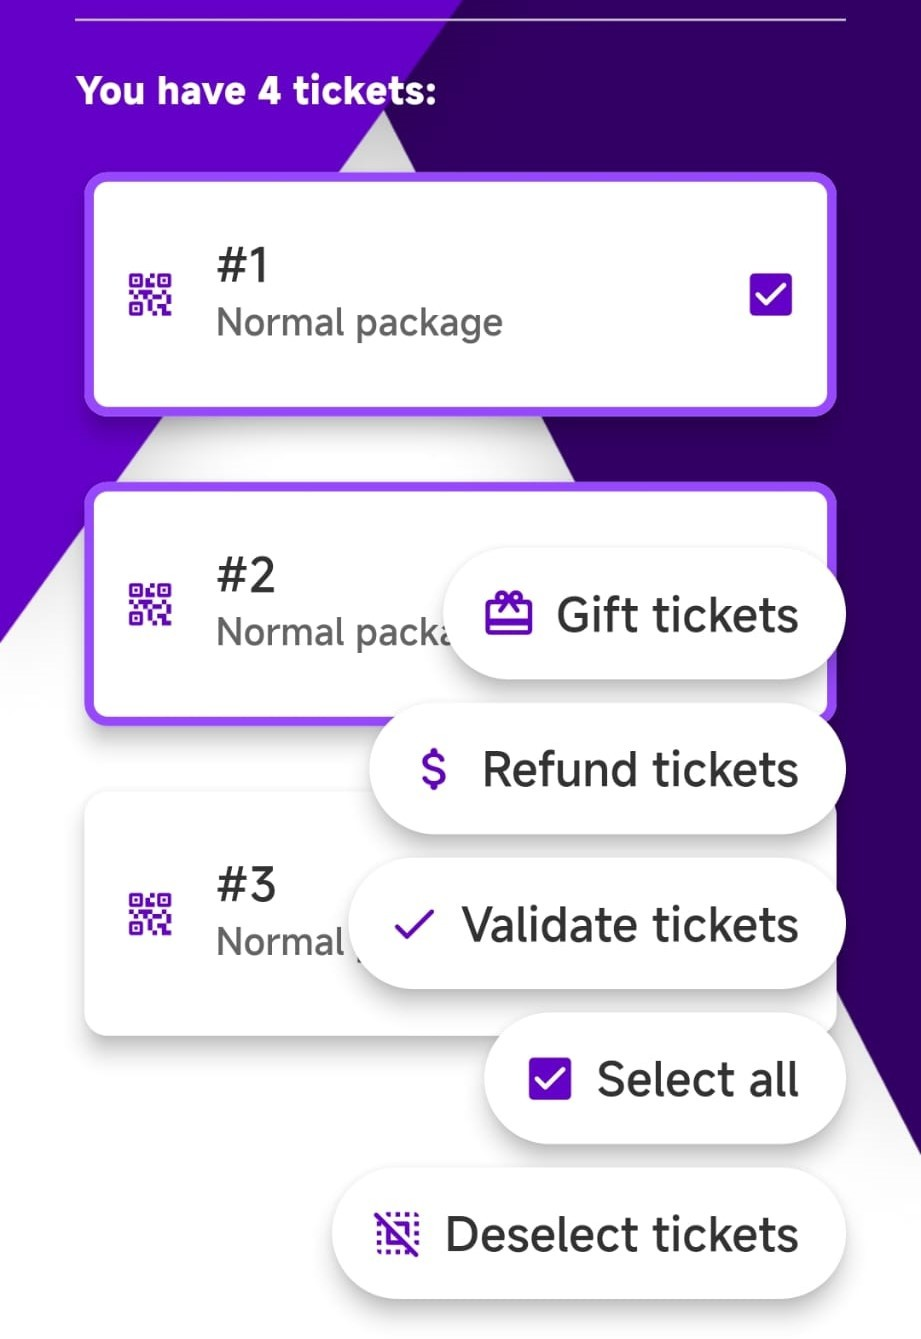 You have 4 tickets:
#1
Normal package
#2
Normal
Gift tickets
Refund tickets
#3
Normal
Validate tickets
Select all
Deselect tickets